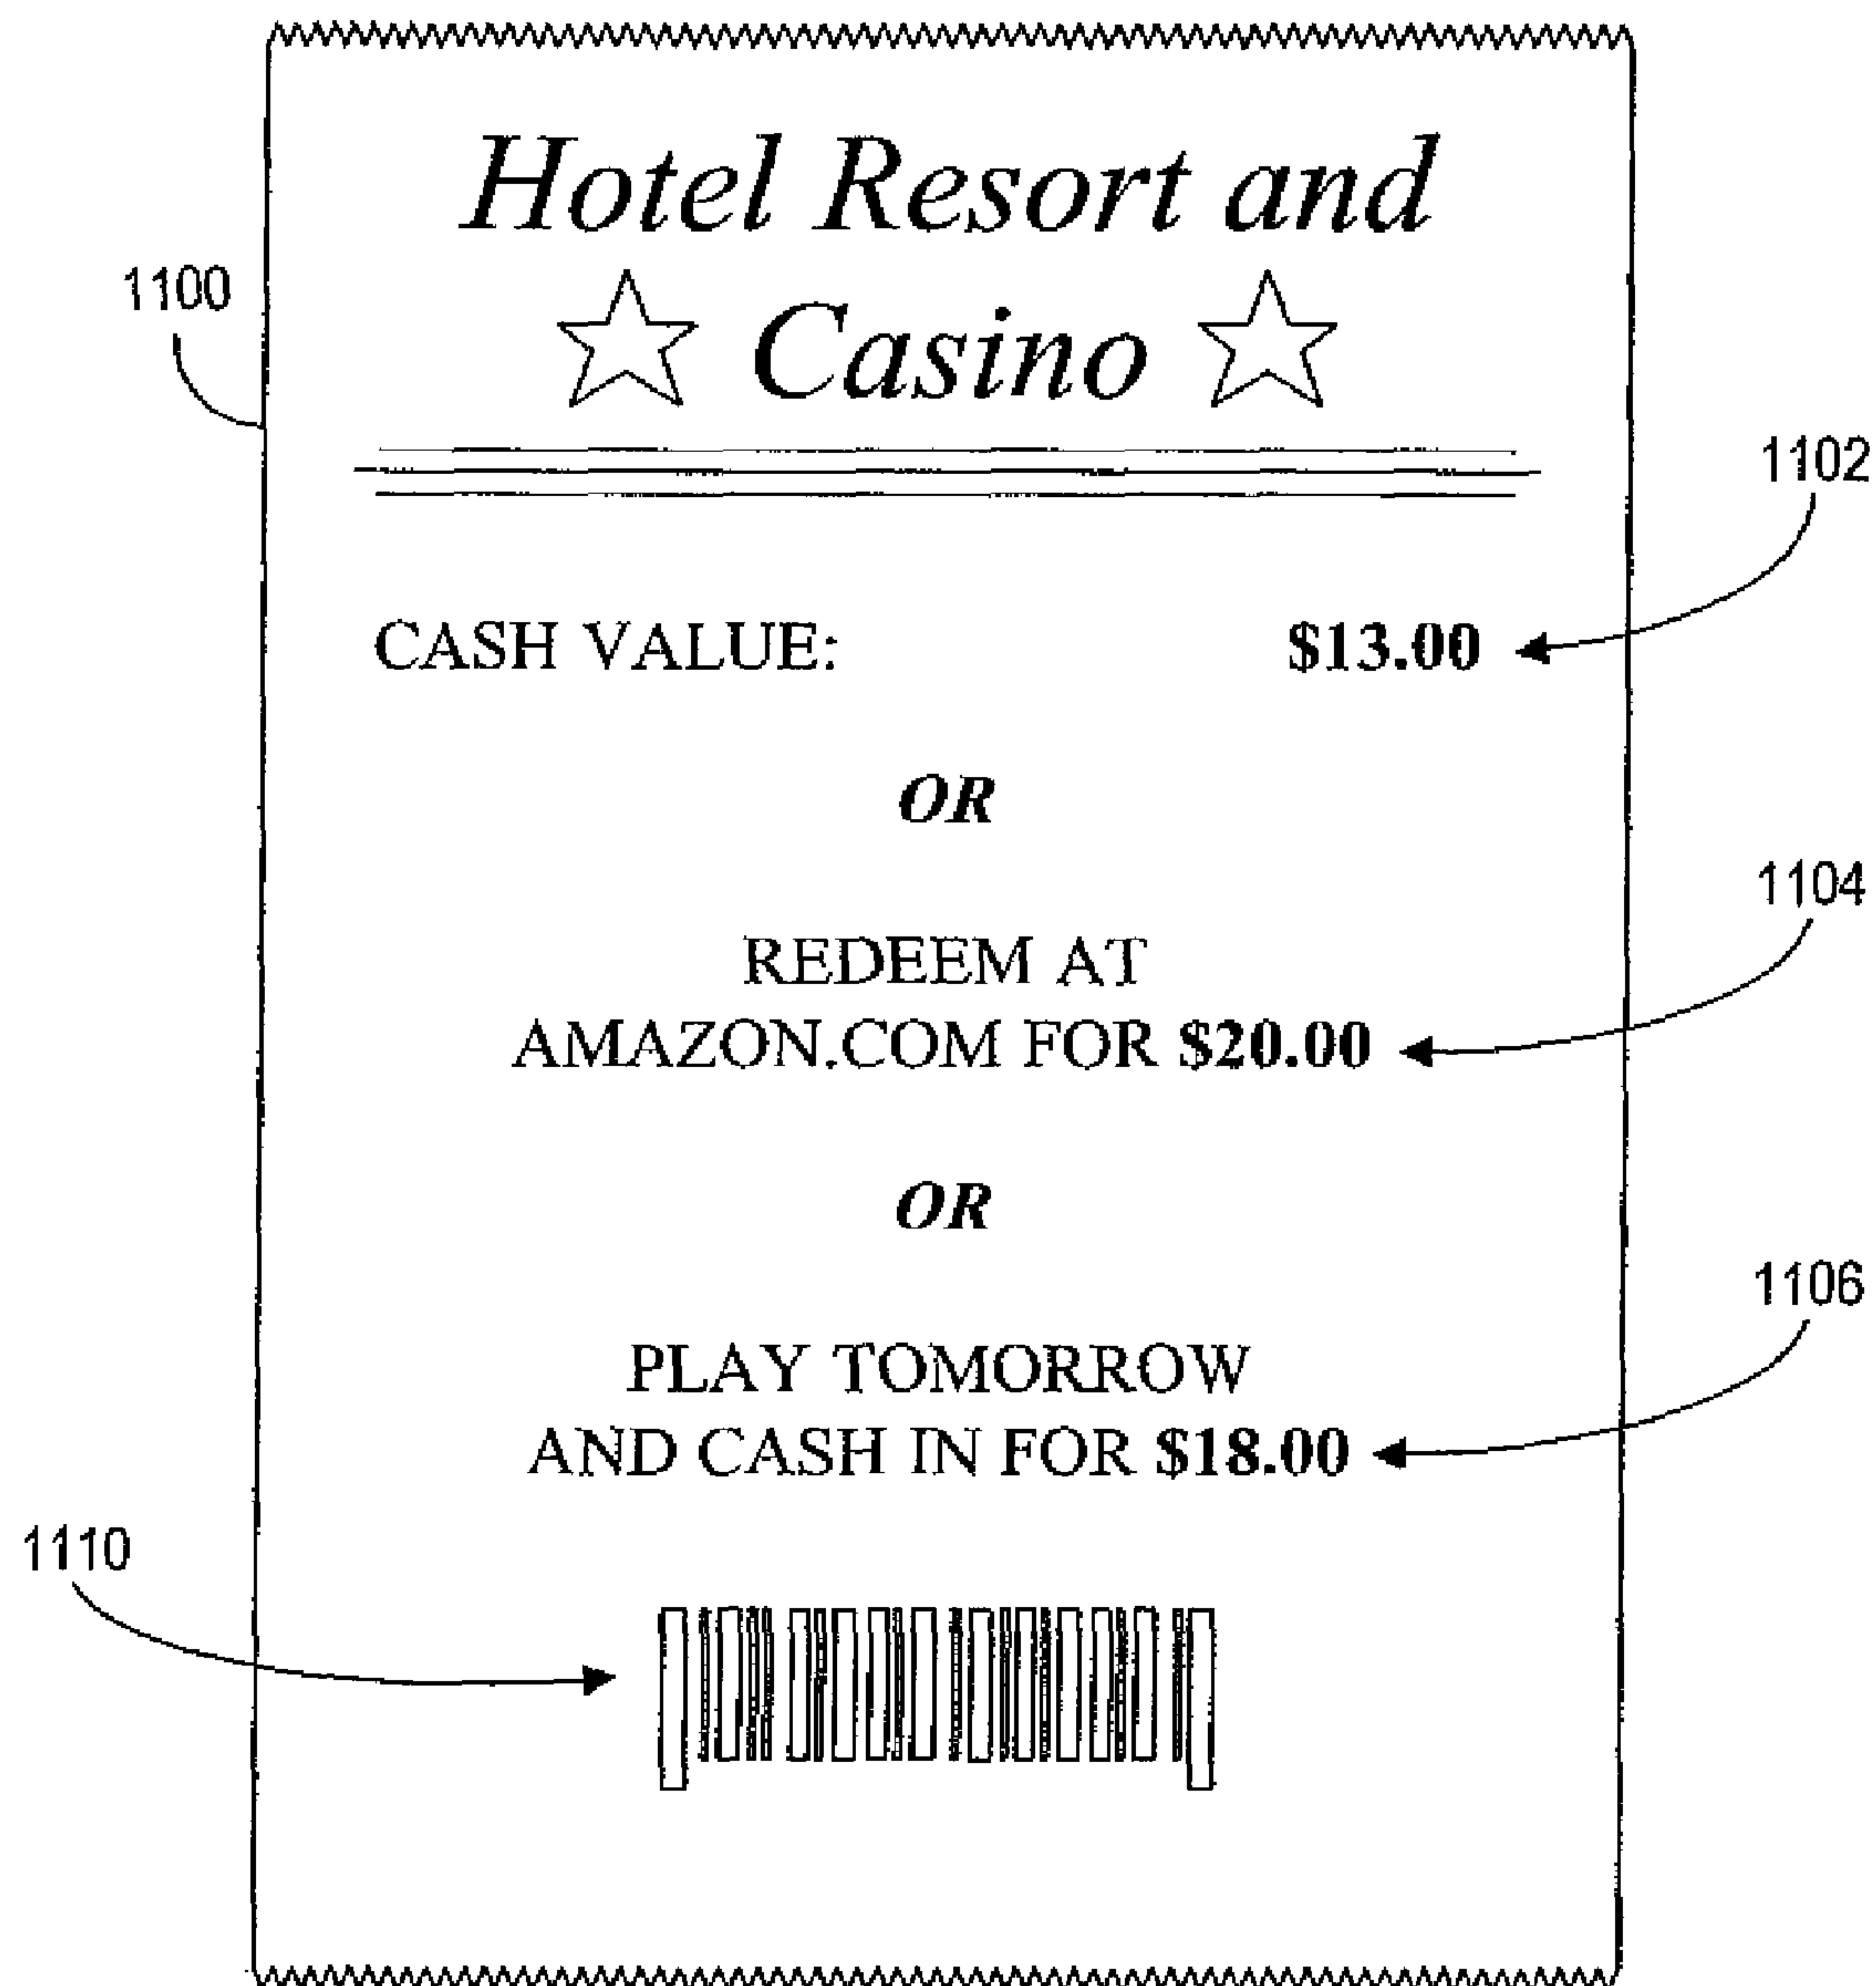 Hotel Resort and
Casino
1100
1102
CASH VALUE: $13.00
OR
1104
REDEEM AT
AMAZON.COM FOR $20.00
OR
1106
PLAY TOMORROW
AND CASH IN FOR $18.00
1110